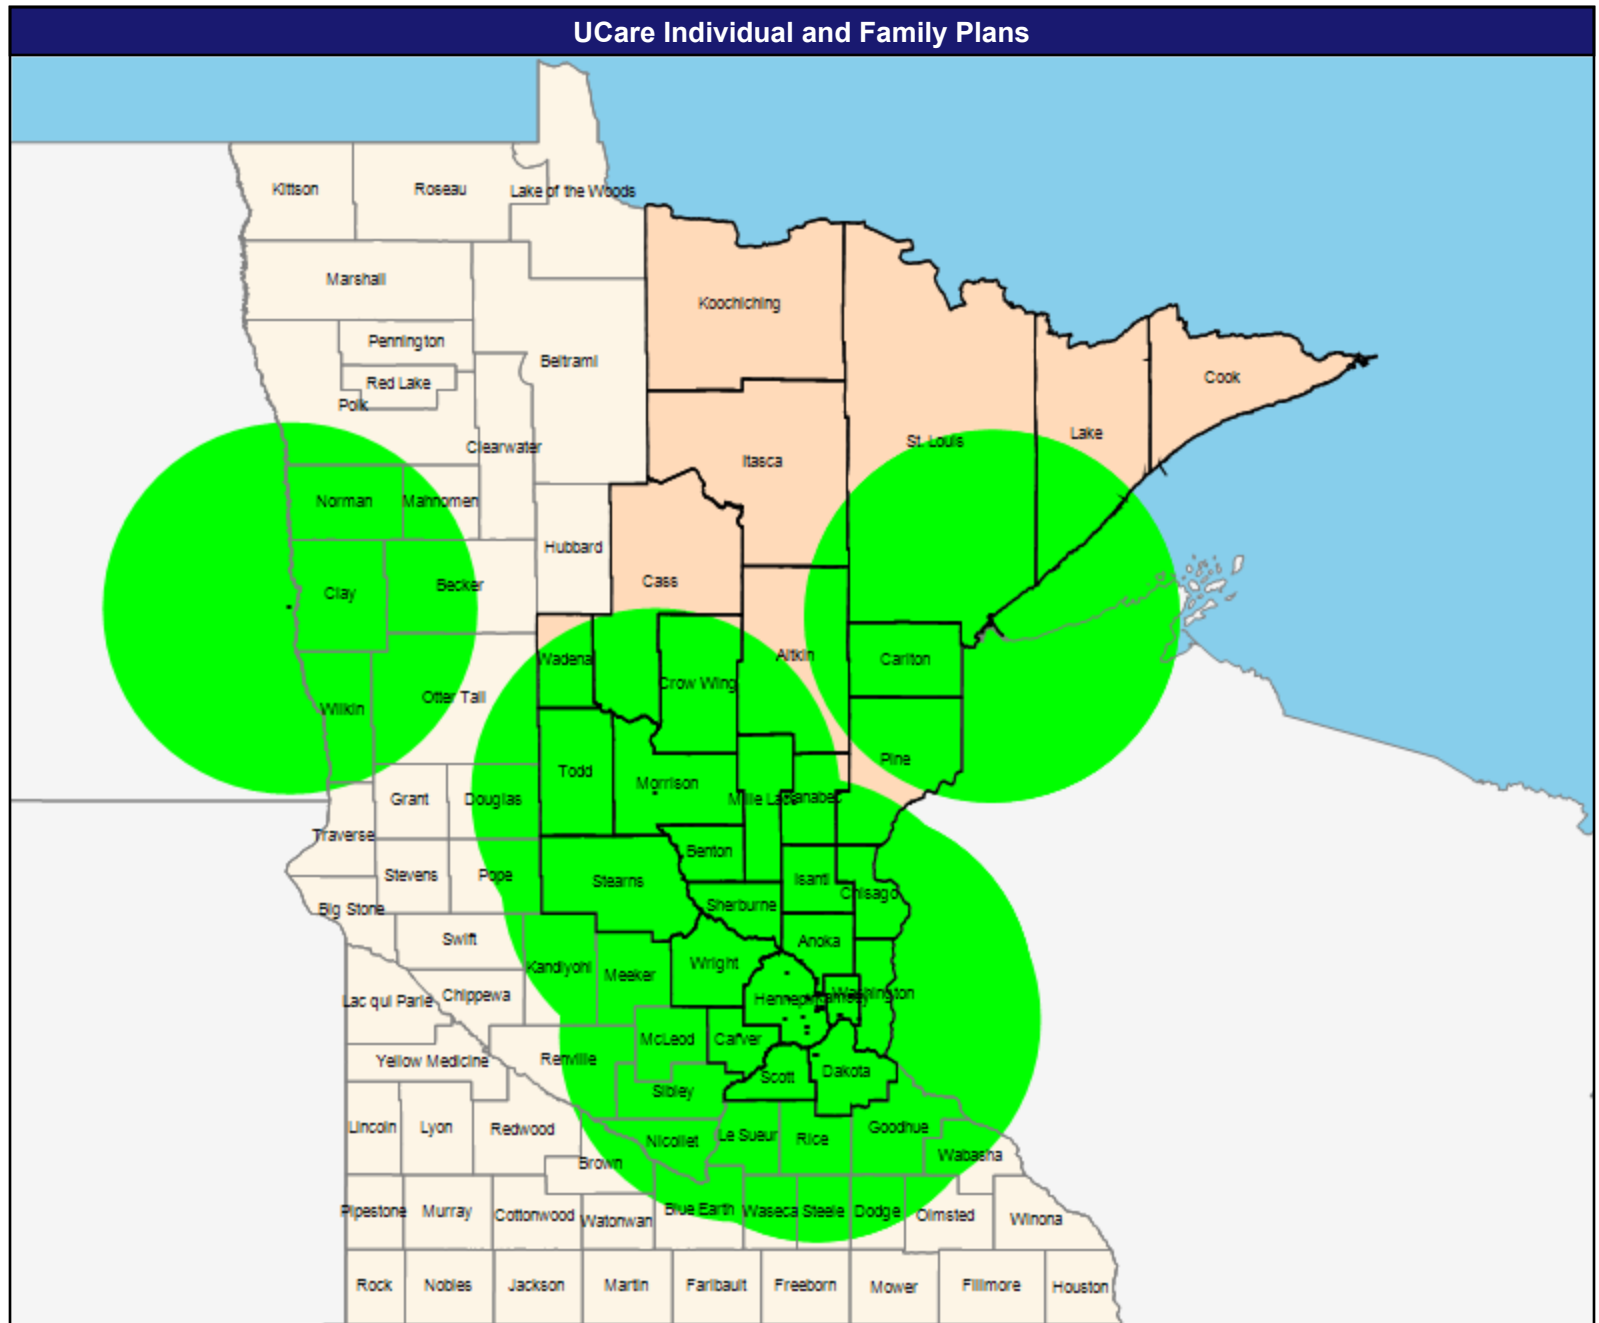 UCare Individual and Family Plans
Kittson
Roseau
Lake of the Woods
Marshall
Koochiching
Pennington
Beltrami
Red Lake
Polk
Cook
Clearwater
St. Louis
Lake
Itasca
Norman
Mahnomen
Hubbard
Cass
Clay
Becker
Wadena
Aitkin
Carlton
Crow Wing
Otter Tail
Wilkin
Pine
Todd
Morrison
Mille Lacs
Kanabec
Grant
Douglas
Traverse
Benton
Stevens
Pope
Stearns
Isanti
Chisago
Big Stone
Sherburne
Swift
Anoka
Kandiyohi
Meeker
Wright
Lac qui Parle
Chippewa
Hennepin
Ramsey
Washington
McLeod
Carver
Yellow Medicine
Renville
Scott
Dakota
Sibley
Lincoln
Lyon
Redwood
Nicollet
Le Sueur
Rice
Goodhue
Brown
Wabasha
Pipestone
Murray
Cottonwood
Watonwan
Blue Earth
Waseca
Steele
Dodge
Olmsted
Winona
Rock
Nobles
Jackson
Martin
Faribault
Freeborn
Mower
Fillmore
Houston